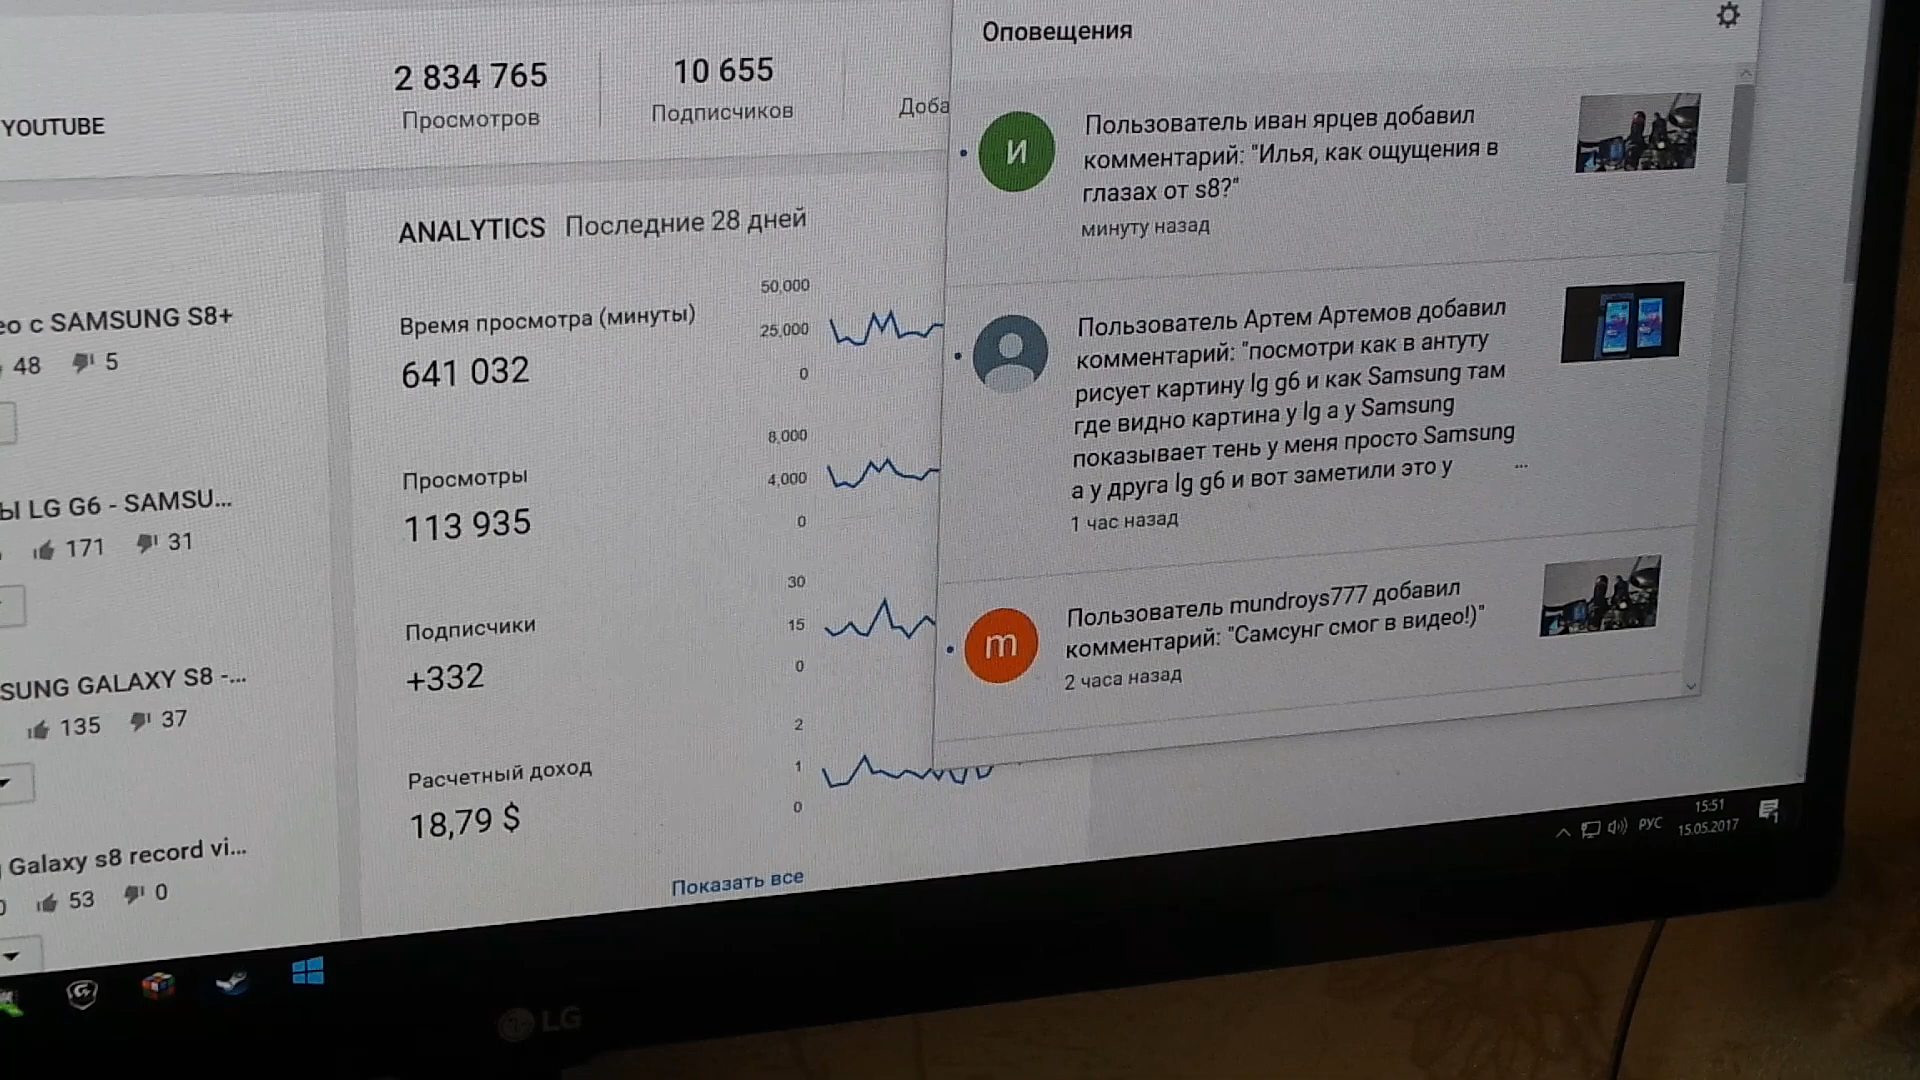 YOUTUBE
2 834 765
Просмотров
10 655
Подписчиков
Доба
Оповещения
с SAMSUNG S8+
48 5
LG G6 - SAMSU...
171 31
SUNG GALAXY S8 -...
135 37
Galaxy s8 record vi...
53 0
ANALYTICS Последние 28 дней
Время просмотра (минуты)
641 032
50,000
25,000
0
Просмотры
113 935
8,000
4,000
0
Подписчики
+332
30
15
0
Расчетный доход
18,79 $
2
1
0
Показать все
и
Пользователь иван ярцев добавил
комментарий: "Илья, как ощущения в
глазах от s8?"
минуту назад
Пользователь Артем Артемов добавил
комментарий: "посмотри как в антуту
рисует картину lg g6 и как Samsung там
где видно картина у lg а у Samsung
показывает тень у меня просто Samsung
а у друга lg g6 и вот заметили это у ...
1 час назад
m
Пользователь mundroys777 добавил
комментарий: "Самсунг смог в видео!)"
2 часа назад
РУС
15:51
15.05.2017
1
LG